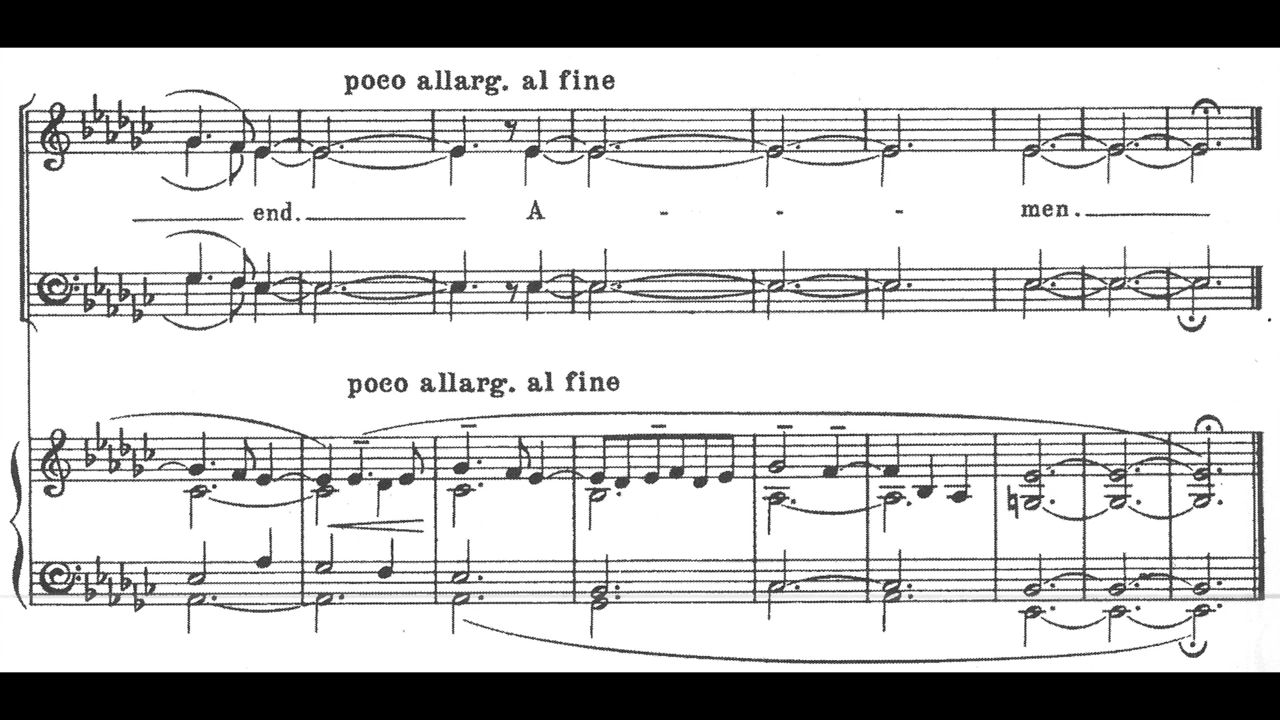 poco allarg. al fine
end. A - - - men.
poco allarg. al fine